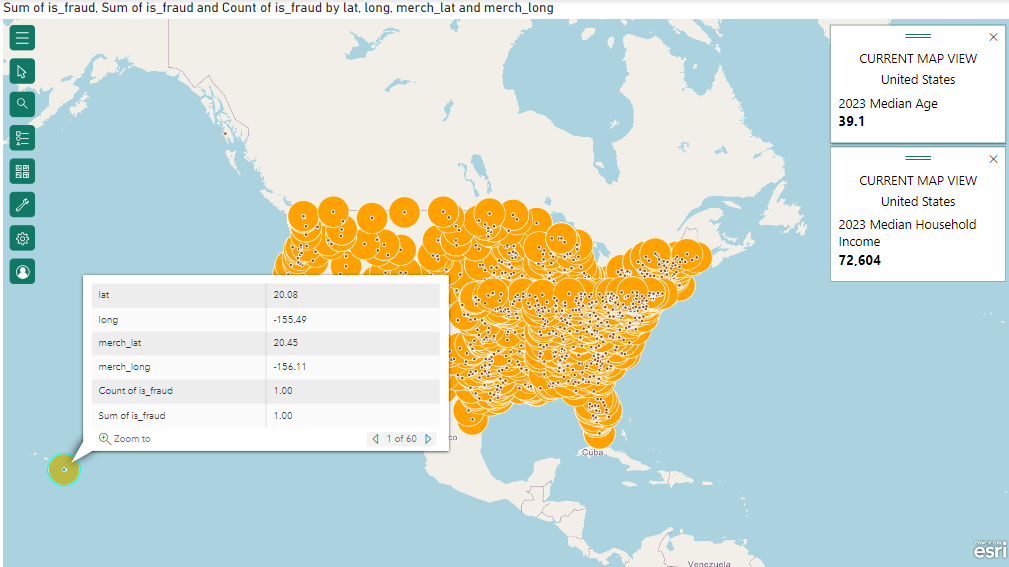 Sum of is_fraud, Sum of is_fraud and Count of is_fraud by lat, long, merch_lat and merch_long
CURRENT MAP VIEW
United States
2023 Median Age
39.1
CURRENT MAP VIEW
United States
2023 Median Household
Income
72,604
lat 20.08
long -155.49
merch_lat 20.45
merch_long -156.11
Count of is_fraud 1.00
Sum of is_fraud 1.00
Zoom to 1 of 60
co
Cuba
Venezuela
POWERED BY
esri